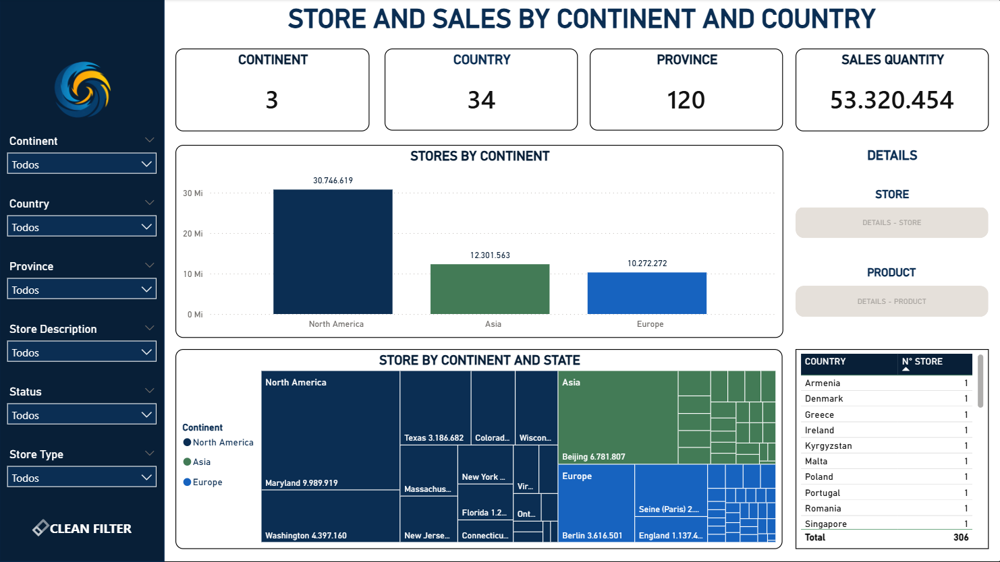 STORE AND SALES BY CONTINENT AND COUNTRY
CONTINENT
3
COUNTRY
34
PROVINCE
120
SALES QUANTITY
53.320.454
Continent
Todos
Country
Todos
Province
Todos
Store Description
Todos
Status
Todos
Store Type
Todos
CLEAN FILTER
STORES BY CONTINENT
30 Mi
20 Mi
10 Mi
0 Mi
30.746.619
12.301.563
10.272.272
North America
Asia
Europe
DETAILS
STORE
DETAILS - STORE
PRODUCT
DETAILS - PRODUCT
STORE BY CONTINENT AND STATE
Continent
North America
Asia
Europe
North America
Maryland 9.989.919
Washington 4.397.160
Texas 3.186.682
Colorad...
Wiscon...
Massachus...
New York ...
Vir...
Florida 1.2...
Ont...
New Jerse...
Connecticu...
Asia
Beijing 6.781.807
Europe
Berlin 3.616.501
Seine (Paris) 2....
England 1.137.4...
COUNTRY N° STORE
Armenia 1
Denmark 1
Greece 1
Ireland 1
Kyrgyzstan 1
Malta 1
Poland 1
Portugal 1
Romania 1
Singapore 1
Total 306